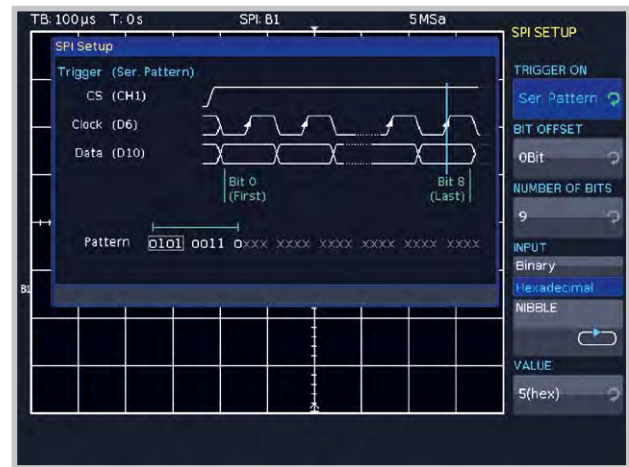 TB: 100µs T: 0s SPI: B1 5MSa
SPI SETUP
SPI Setup
Trigger (Ser. Pattern)
CS (CH1)
Clock (D6)
Data (D10)
Bit 0
(First)
Bit 8
(Last)
Pattern 0101 0011 0xxx xxxx xxxx xxxx xxxx xxxx
B1
TRIGGER ON
Ser. Pattern
BIT OFFSET
0Bit
NUMBER OF BITS
9
INPUT
Binary
Hexadecimal
NIBBLE
VALUE
5(hex)